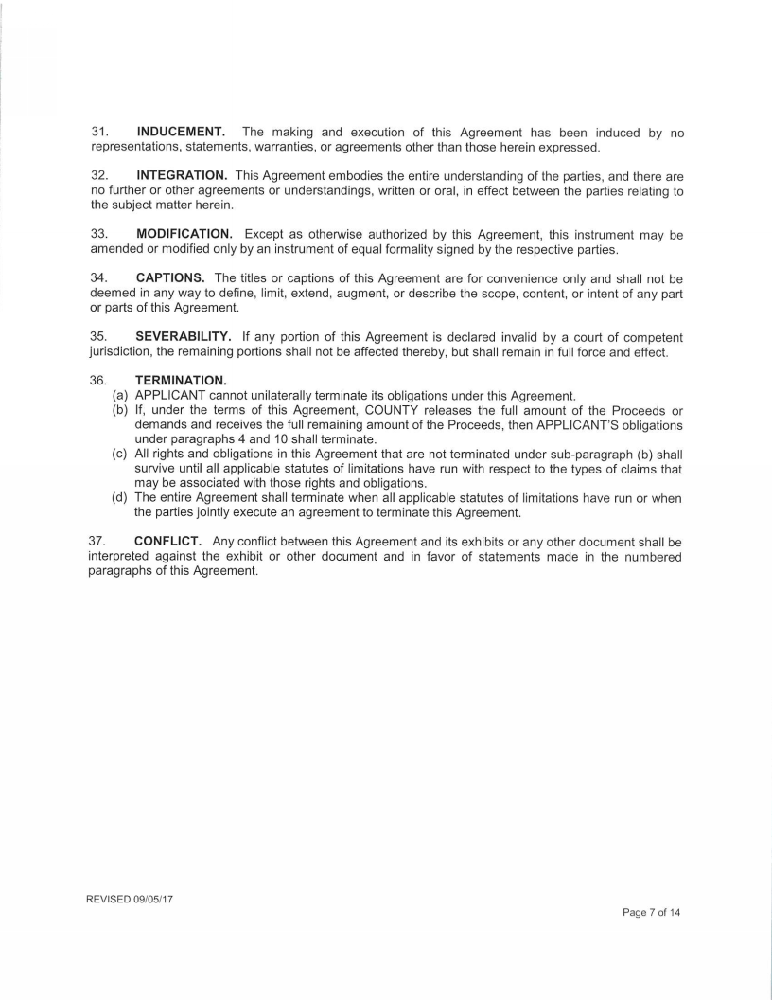 31. INDUCEMENT. The making and execution of this Agreement has been induced by no
representations, statements, warranties, or agreements other than those herein expressed.
32. INTEGRATION. This Agreement embodies the entire understanding of the parties, and there are
no further or other agreements or understandings, written or oral, in effect between the parties relating to
the subject matter herein.
33. MODIFICATION. Except as otherwise authorized by this Agreement, this instrument may be
amended or modified only by an instrument of equal formality signed by the respective parties.
34. CAPTIONS. The titles or captions of this Agreement are for convenience only and shall not be
deemed in any way to define, limit, extend, augment, or describe the scope, content, or intent of any part
or parts of this Agreement.
35. SEVERABILITY. If any portion of this Agreement is declared invalid by a court of competent
jurisdiction, the remaining portions shall not be affected thereby, but shall remain in full force and effect.
36. TERMINATION.
(a) APPLICANT cannot unilaterally terminate its obligations under this Agreement.
(b) If, under the terms of this Agreement, COUNTY releases the full amount of the Proceeds or
demands and receives the full remaining amount of the Proceeds, then APPLICANT'S obligations
under paragraphs 4 and 10 shall terminate.
(c) All rights and obligations in this Agreement that are not terminated under sub-paragraph (b) shall
survive until all applicable statutes of limitations have run with respect to the types of claims that
may be associated with those rights and obligations.
(d) The entire Agreement shall terminate when all applicable statutes of limitations have run or when
the parties jointly execute an agreement to terminate this Agreement.
37. CONFLICT. Any conflict between this Agreement and its exhibits or any other document shall be
interpreted against the exhibit or other document and in favor of statements made in the numbered
paragraphs of this Agreement.
REVISED 09/05/17
Page 7 of 14